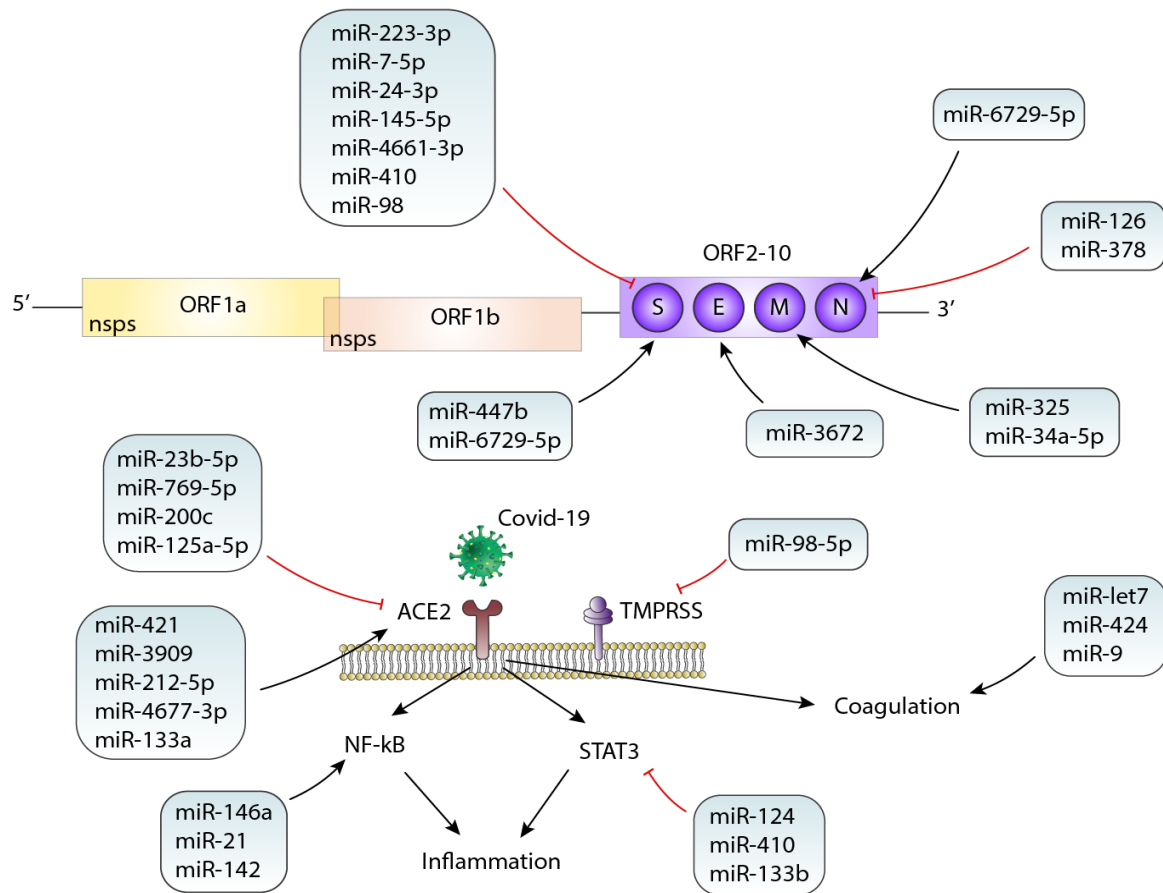 miR-223-3p
miR-7-5p
miR-24-3p
miR-145-5p
miR-4661-3p
miR-410
miR-98
miR-6729-5p
miR-126
miR-378
ORF2-10
5’
ORF1a
nsps
ORF1b
nsps
S
E
M
N
3’
miR-447b
miR-6729-5p
miR-3672
miR-325
miR-34a-5p
miR-23b-5p
miR-769-5p
miR-200c
miR-125a-5p
Covid-19
miR-98-5p
ACE2
TMPRSS
miR-421
miR-3909
miR-212-5p
miR-4677-3p
miR-133a
miR-let7
miR-424
miR-9
Coagulation
NF-kB
STAT3
miR-146a
miR-21
miR-142
Inflammation
miR-124
miR-410
miR-133b